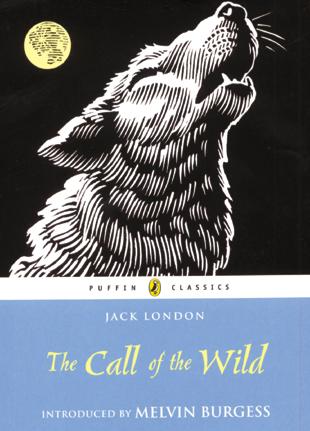 PUFFIN CLASSICS
JACK LONDON
The Call of the Wild
INTRODUCED BY MELVIN BURGESS